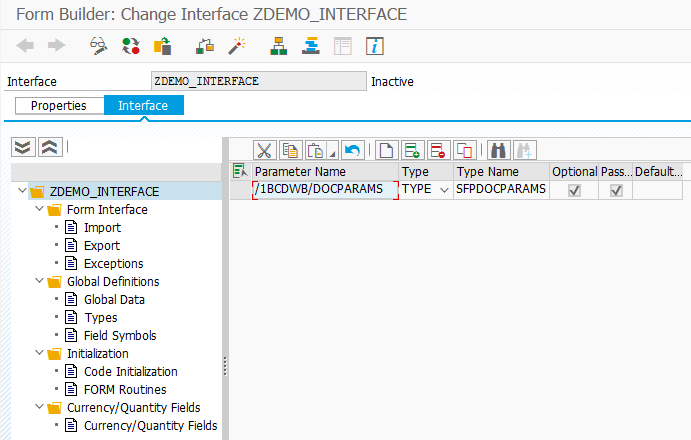 Form Builder: Change Interface ZDEMO_INTERFACE
Interface ZDEMO_INTERFACE Inactive
Properties Interface
Parameter Name Type Type Name Optional Pass... Default...
/1BCDWB/DOCPARAMS TYPE SFPDOCPARAMS
ZDEMO_INTERFACE
Form Interface
Import
Export
Exceptions
Global Definitions
Global Data
Types
Field Symbols
Initialization
Code Initialization
FORM Routines
Currency/Quantity Fields
Currency/Quantity Fields